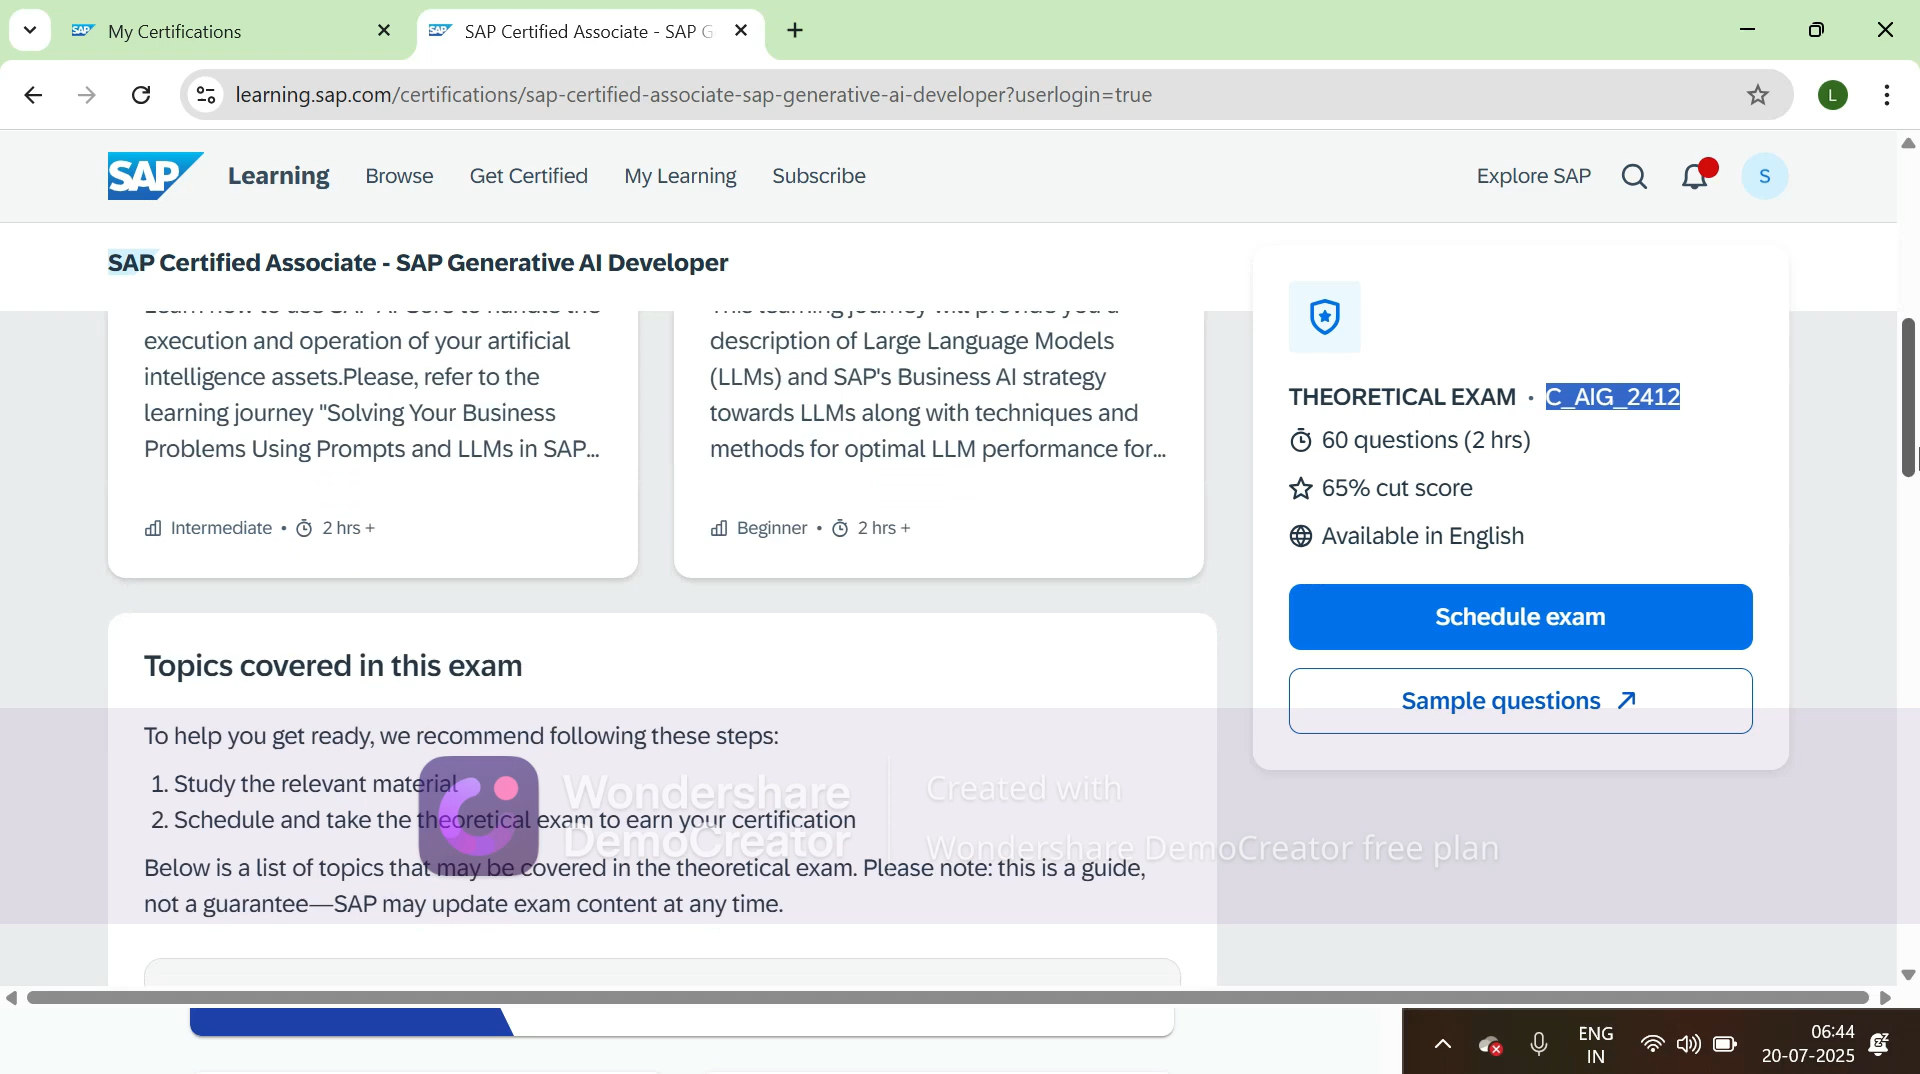 My Certifications
SAP Certified Associate - SAP G
learning.sap.com/certifications/sap-certified-associate-sap-generative-ai-developer?userlogin=true
L
SAP Learning Browse Get Certified My Learning Subscribe Explore SAP S
SAP Certified Associate - SAP Generative AI Developer
execution and operation of your artificial
intelligence assets.Please, refer to the
learning journey "Solving Your Business
Problems Using Prompts and LLMs in SAP...
Intermediate • 2 hrs +
description of Large Language Models
(LLMs) and SAP's Business AI strategy
towards LLMs along with techniques and
methods for optimal LLM performance for...
Beginner • 2 hrs +
THEORETICAL EXAM · C_AIG_2412
60 questions (2 hrs)
65% cut score
Available in English
Schedule exam
Sample questions
Topics covered in this exam
To help you get ready, we recommend following these steps:
1. Study the relevant material
2. Schedule and take the theoretical exam to earn your certification
Below is a list of topics that may be covered in the theoretical exam. Please note: this is a guide,
not a guarantee—SAP may update exam content at any time.
Wondershare
DemoCreator
Created with
Wondershare DemoCreator free plan
ENG
IN
06:44
20-07-2025